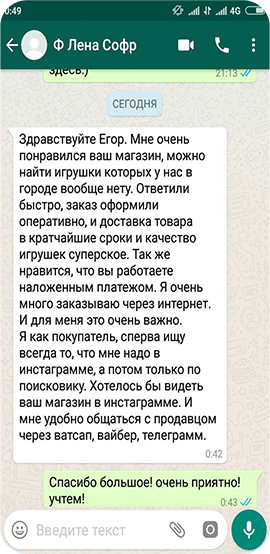 0:49
4G
Ф Лена Софр
здесь:)
21:13
СЕГОДНЯ
Здравствуйте Егор. Мне очень
понравился ваш магазин, можно
найти игрушки которых у нас в
городе вообще нету. Ответили
быстро, заказ оформили
оперативно, и доставка товара
в кратчайшие сроки и качество
игрушек суперское. Так же
нравится, что вы работаете
наложенным платежом. Я очень
много заказываю через интернет.
И для меня это очень важно.
Я как покупатель, сперва ищу
всегда то, что мне надо в
инстаграмме, а потом только по
поисковику. Хотелось бы видеть
ваш магазин в инстаграмме. И
мне удобно общаться с продавцом
через ватсап, вайбер, телеграмм.
0:42
Спасибо большое! очень приятно!
учтем!
0:43
Введите текст